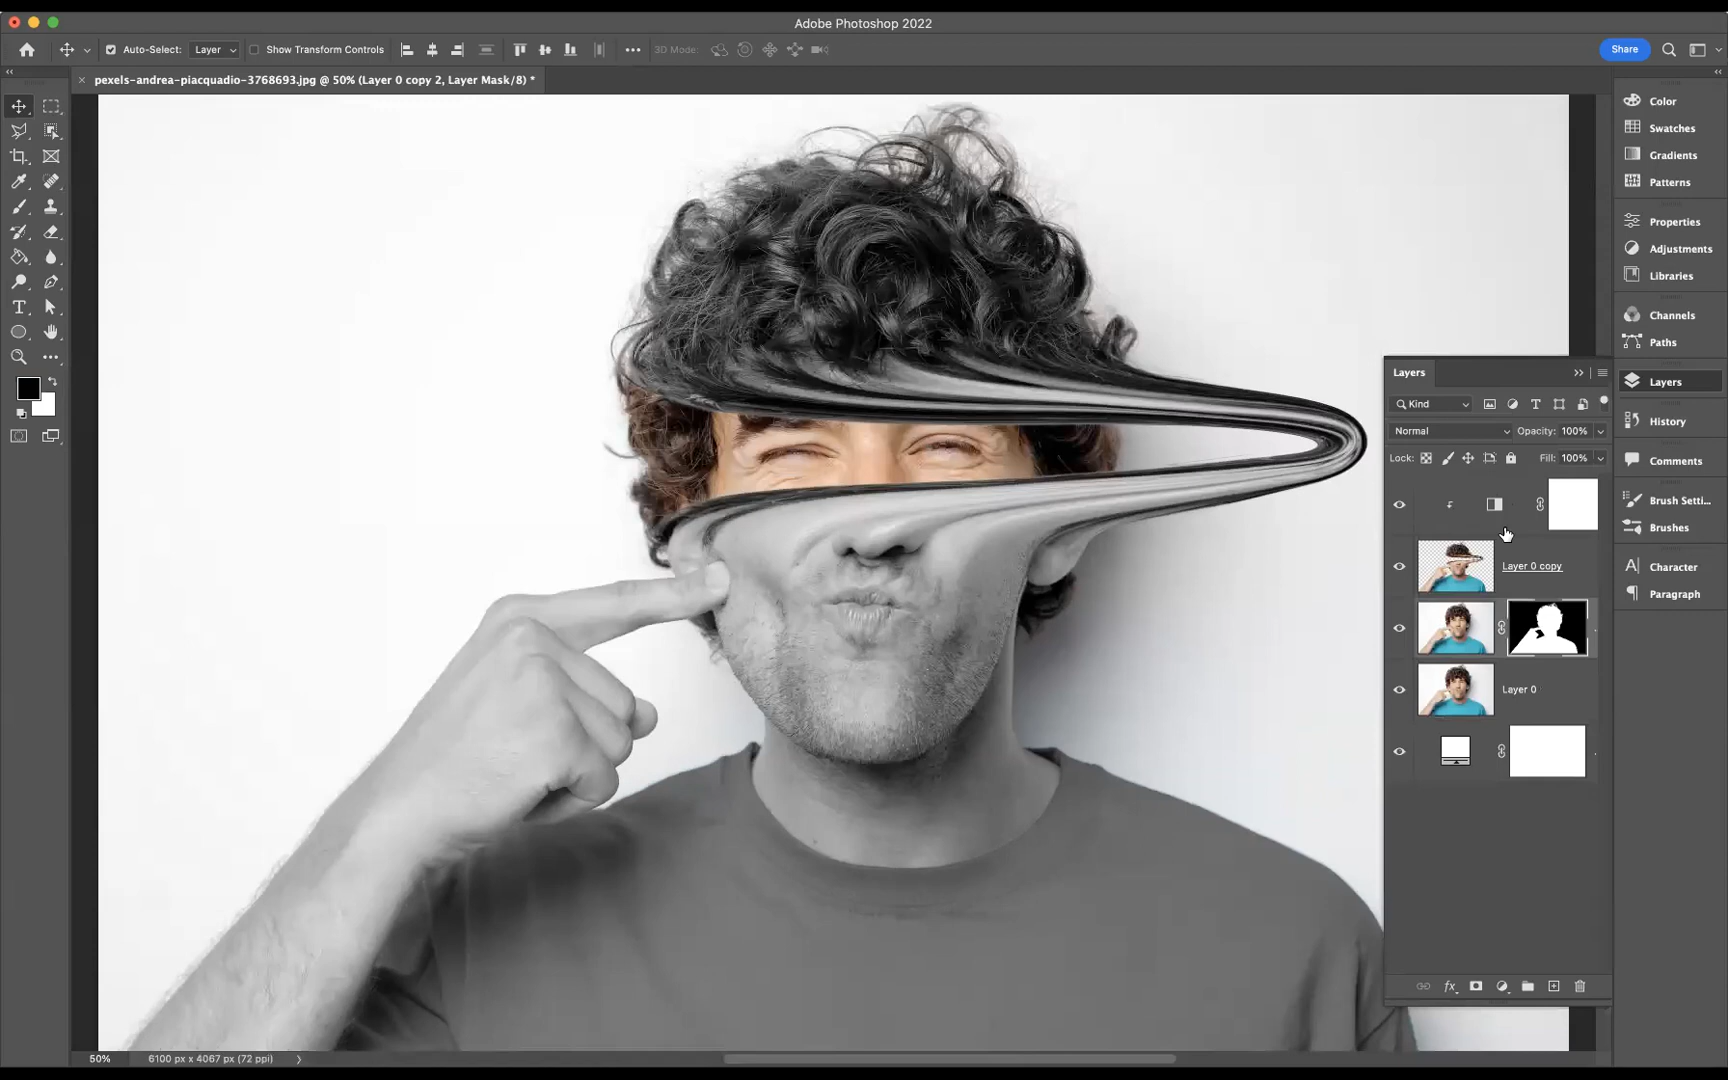 Adobe Photoshop 2022
Auto-Select: Layer Show Transform Controls 3D Mode: Share
pexels-andrea-piacquadio-3768693.jpg @ 50% (Layer 0 copy 2, Layer Mask/8) *
Color
Swatches
Gradients
Patterns
Properties
Adjustments
Libraries
Channels
Paths
Layers
History
Comments
Brush Setti...
Brushes
Character
Paragraph
Layers
Kind
Normal Opacity: 100%
Lock: Fill: 100%
Layer 0 copy
Layer 0
fx
50% 6100 px x 4067 px (72 ppi)